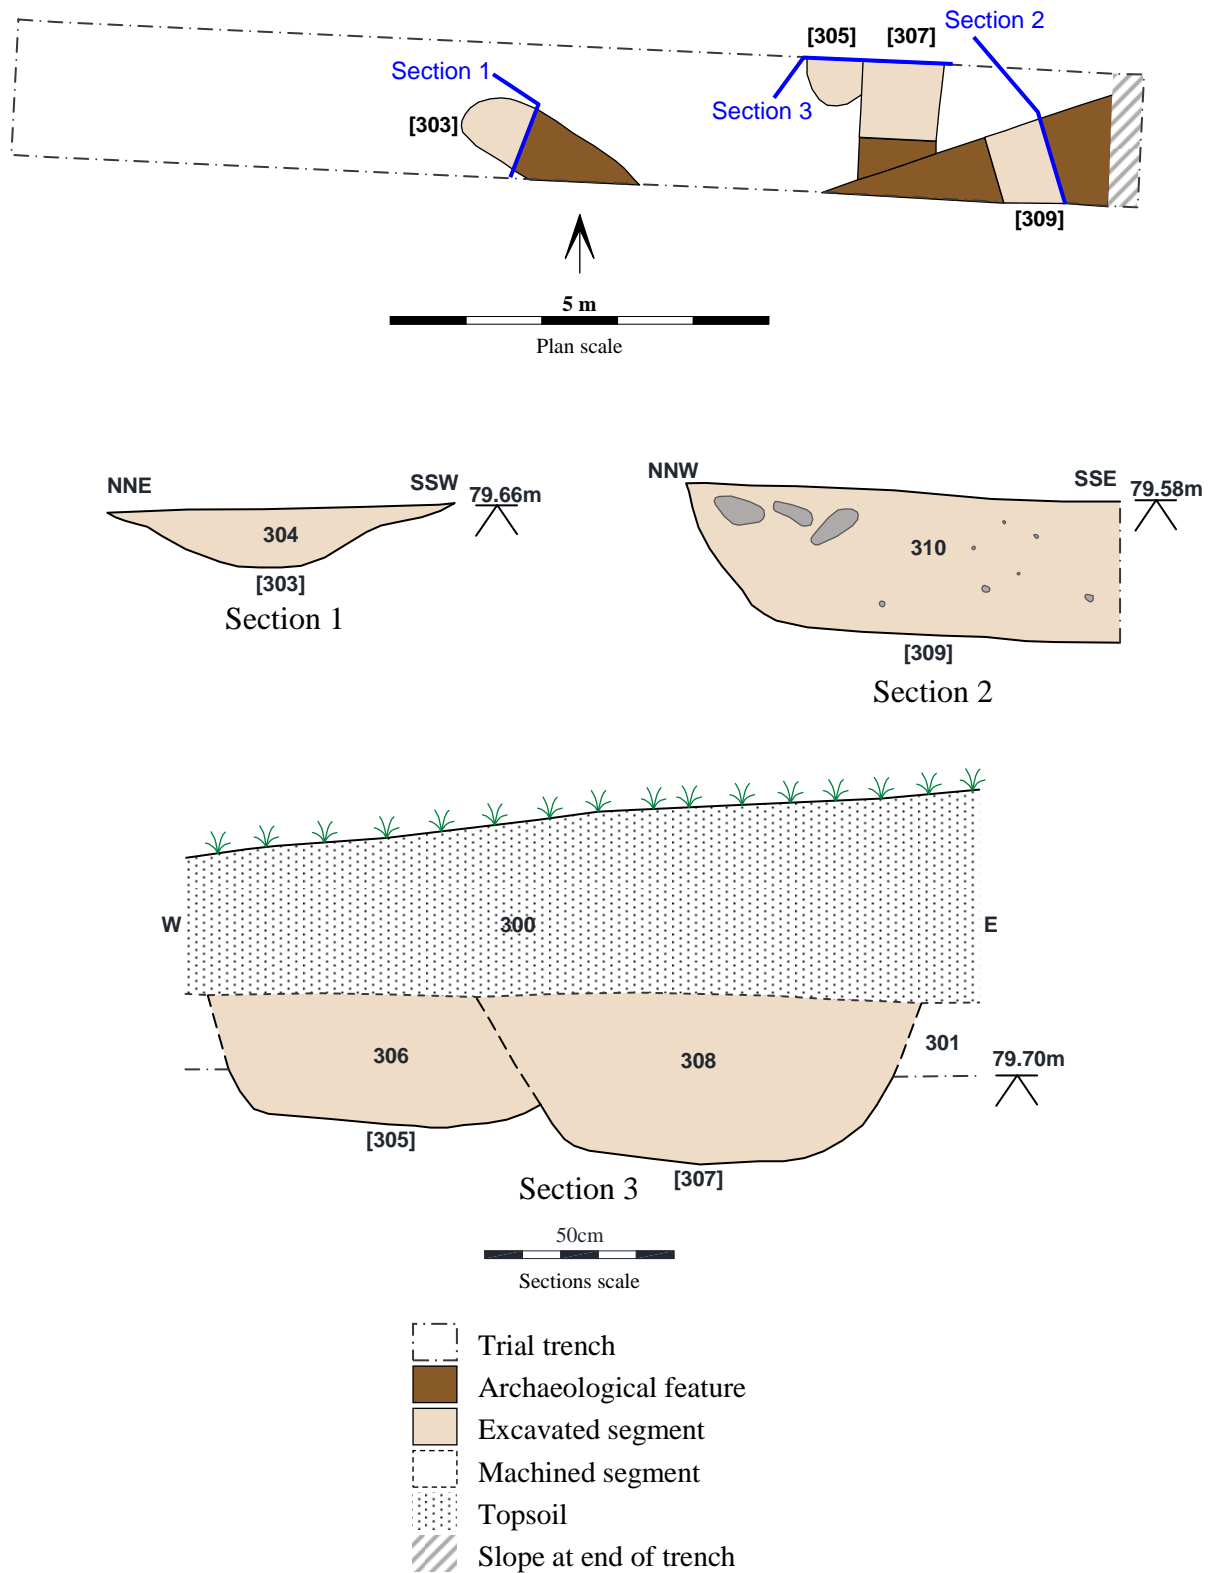 Section 2
[305]
[307]
Section 1
Section 3
[303]
[309]
5 m
Plan scale
NNE
SSW
79.66m
304
[303]
Section 1
NNW
SSE
79.58m
310
[309]
Section 2
W
300
E
306
308
301
79.70m
[305]
[307]
Section 3
50cm
Sections scale
Trial trench
Archaeological feature
Excavated segment
Machined segment
Topsoil
Slope at end of trench